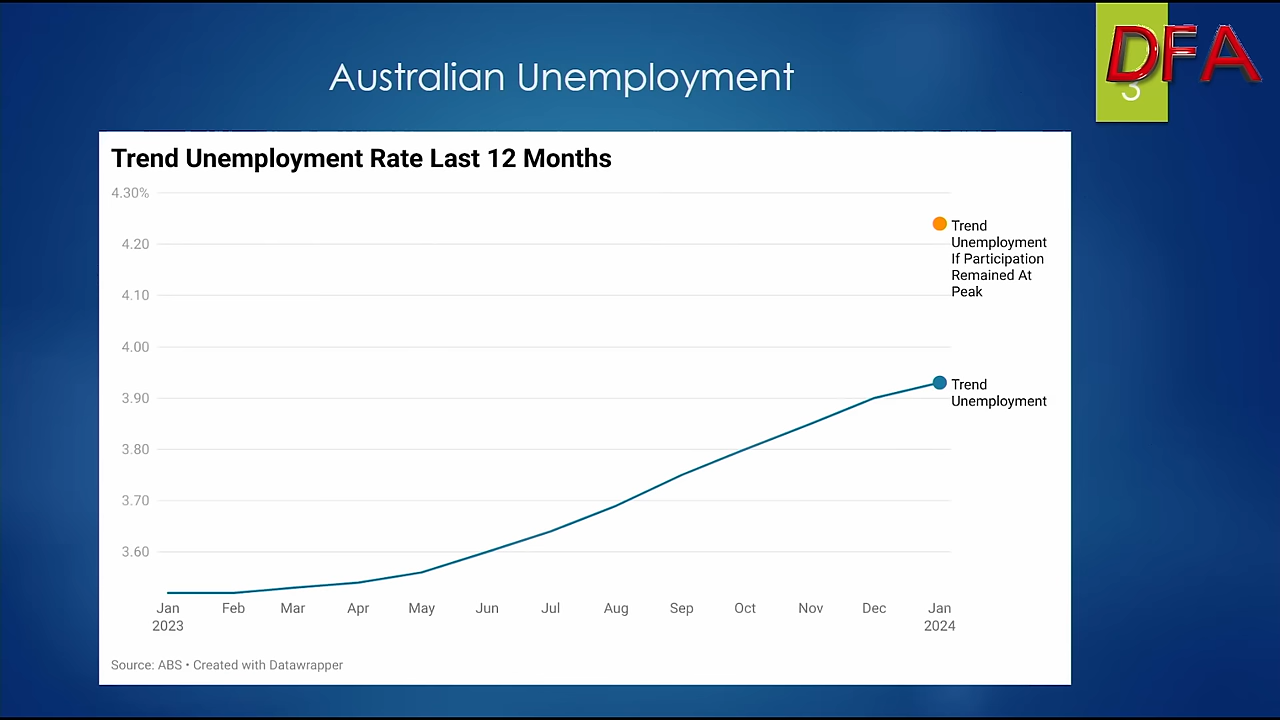 Australian Unemployment
DFA
3
Trend Unemployment Rate Last 12 Months
4.30%
4.20
4.10
4.00
3.90
3.80
3.70
3.60
Trend
Unemployment
If Participation
Remained At
Peak
Trend
Unemployment
Jan Feb Mar Apr May Jun Jul Aug Sep Oct Nov Dec Jan
2023 2024
Source: ABS • Created with Datawrapper